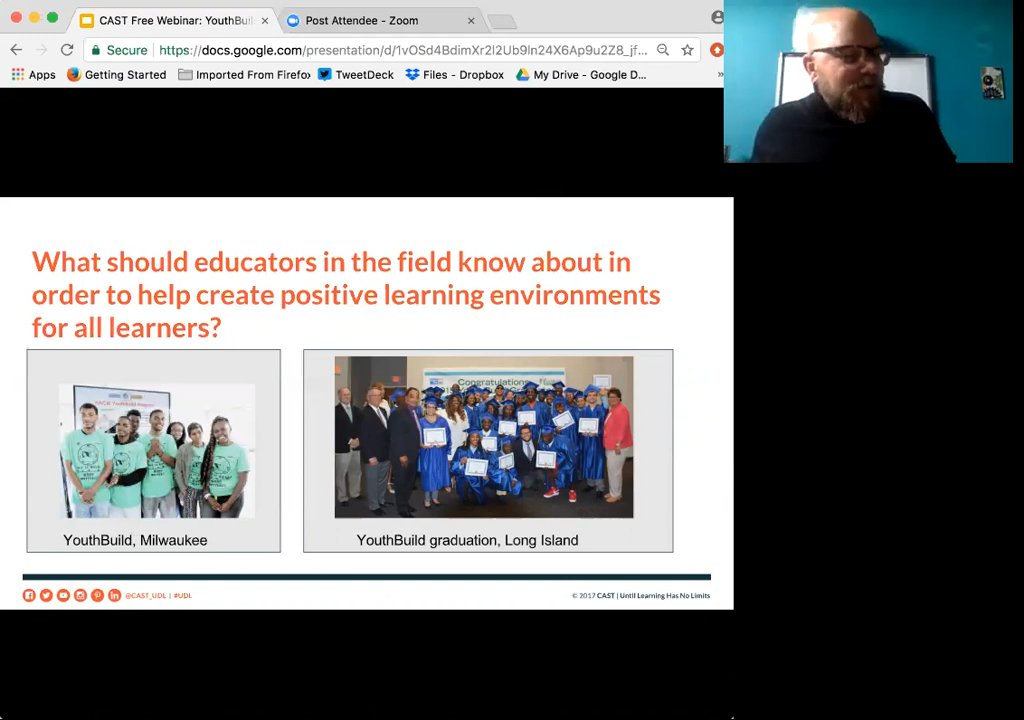 CAST Free Webinar: YouthBuil
Post Attendee - Zoom
Secure
https://docs.google.com/presentation/d/1vOSd4BdimXr2I2Ub9ln24X6Ap9u2Z8_jf...
Apps
Getting Started
Imported From Firefox
TweetDeck
Files - Dropbox
My Drive - Google D...
»
What should educators in the field know about in
order to help create positive learning environments
for all learners?
Congratulations
YouthBuild, Milwaukee
YouthBuild graduation, Long Island
@CAST_UDL | #UDL
© 2017 CAST | Until Learning Has No Limits